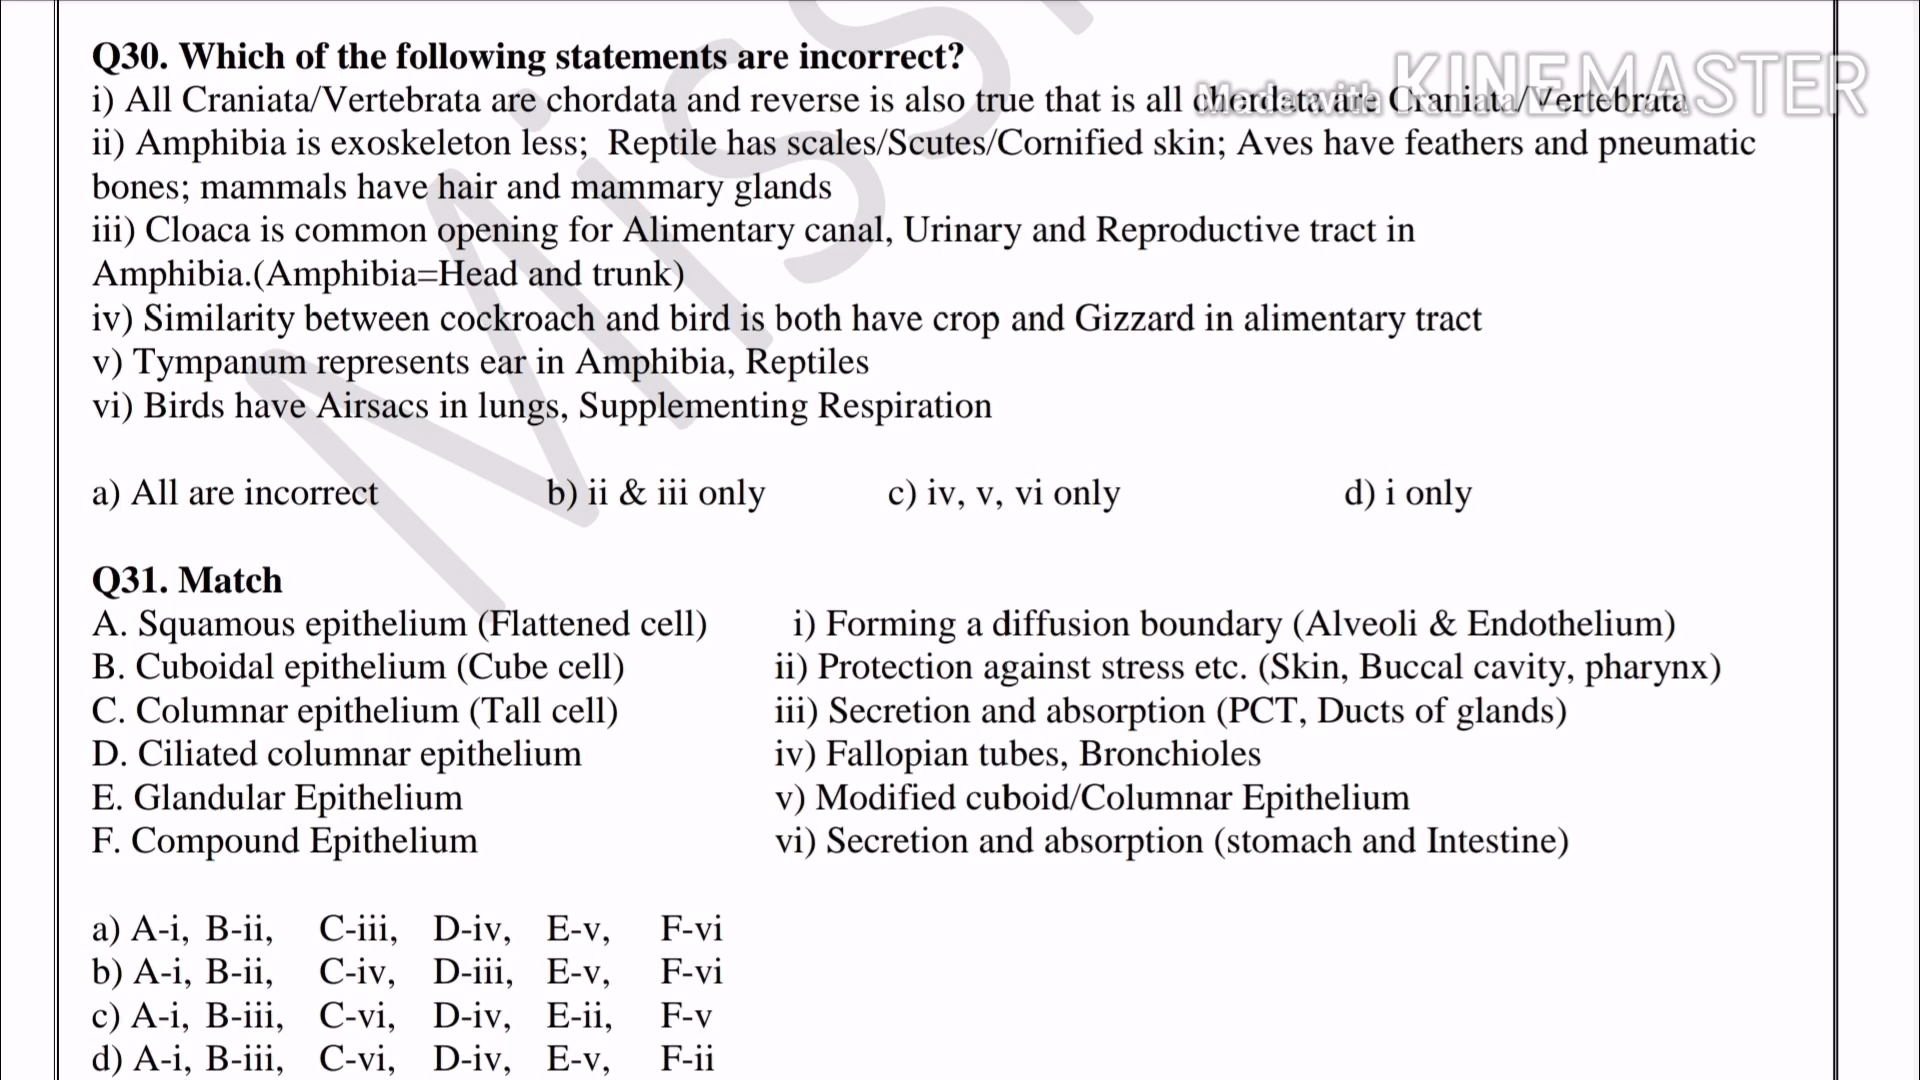 Q30. Which of the following statements are incorrect?
i) All Craniata/Vertebrata are chordata and reverse is also true that is all chordata are Craniata/Vertebrata
Made with KINEMASTER
ii) Amphibia is exoskeleton less; Reptile has scales/Scutes/Cornified skin; Aves have feathers and pneumatic
bones; mammals have hair and mammary glands
iii) Cloaca is common opening for Alimentary canal, Urinary and Reproductive tract in
Amphibia.(Amphibia=Head and trunk)
iv) Similarity between cockroach and bird is both have crop and Gizzard in alimentary tract
v) Tympanum represents ear in Amphibia, Reptiles
vi) Birds have Airsacs in lungs, Supplementing Respiration
a) All are incorrect b) ii & iii only c) iv, v, vi only d) i only
Q31. Match
A. Squamous epithelium (Flattened cell) i) Forming a diffusion boundary (Alveoli & Endothelium)
B. Cuboidal epithelium (Cube cell) ii) Protection against stress etc. (Skin, Buccal cavity, pharynx)
C. Columnar epithelium (Tall cell) iii) Secretion and absorption (PCT, Ducts of glands)
D. Ciliated columnar epithelium iv) Fallopian tubes, Bronchioles
E. Glandular Epithelium v) Modified cuboid/Columnar Epithelium
F. Compound Epithelium vi) Secretion and absorption (stomach and Intestine)
a) A-i, B-ii, C-iii, D-iv, E-v, F-vi
b) A-i, B-ii, C-iv, D-iii, E-v, F-vi
c) A-i, B-iii, C-vi, D-iv, E-ii, F-v
d) A-i, B-iii, C-vi, D-iv, E-v, F-ii